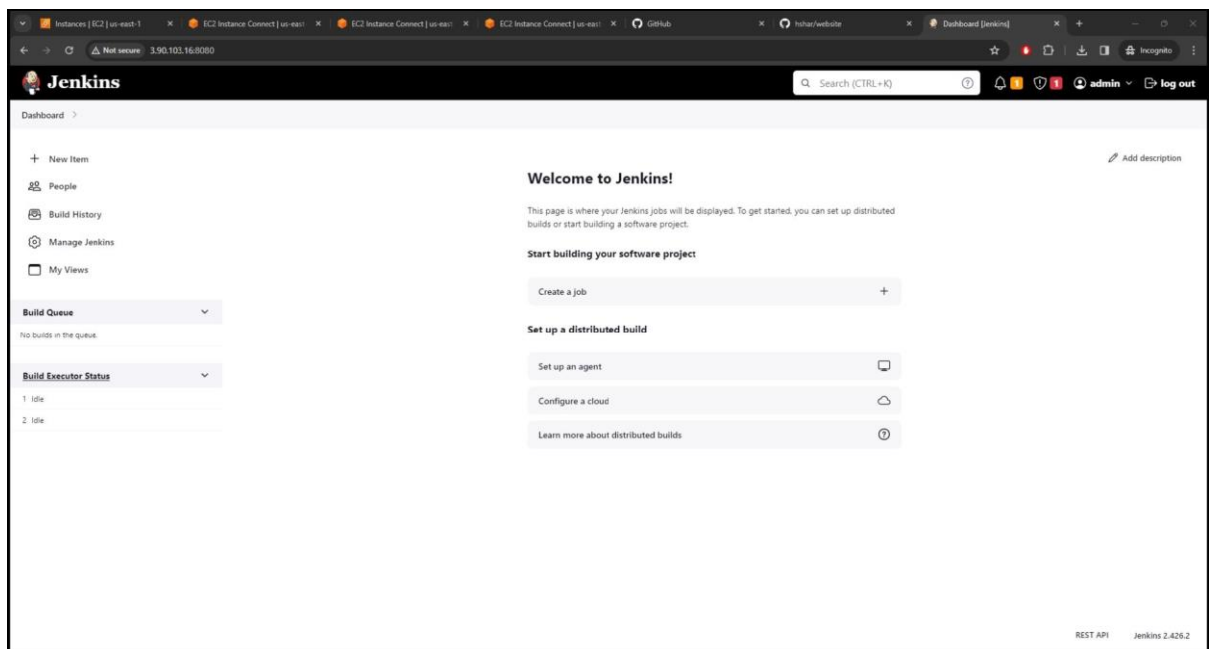 Instances | EC2 | us-east-1
EC2 Instance Connect | us-east
EC2 Instance Connect | us-east
EC2 Instance Connect | us-east
GitHub
hshar/website
Dashboard [Jenkins]
Not secure 3.90.103.16:8080
Incognito
Jenkins
Search (CTRL+K)
1
1
admin
log out
Dashboard
New Item
People
Build History
Manage Jenkins
My Views
Build Queue
No builds in the queue.
Build Executor Status
1 Idle
2 Idle
Add description
Welcome to Jenkins!
This page is where your Jenkins jobs will be displayed. To get started, you can set up distributed
builds or start building a software project.
Start building your software project
Create a job
Set up a distributed build
Set up an agent
Configure a cloud
Learn more about distributed builds
REST API Jenkins 2.426.2